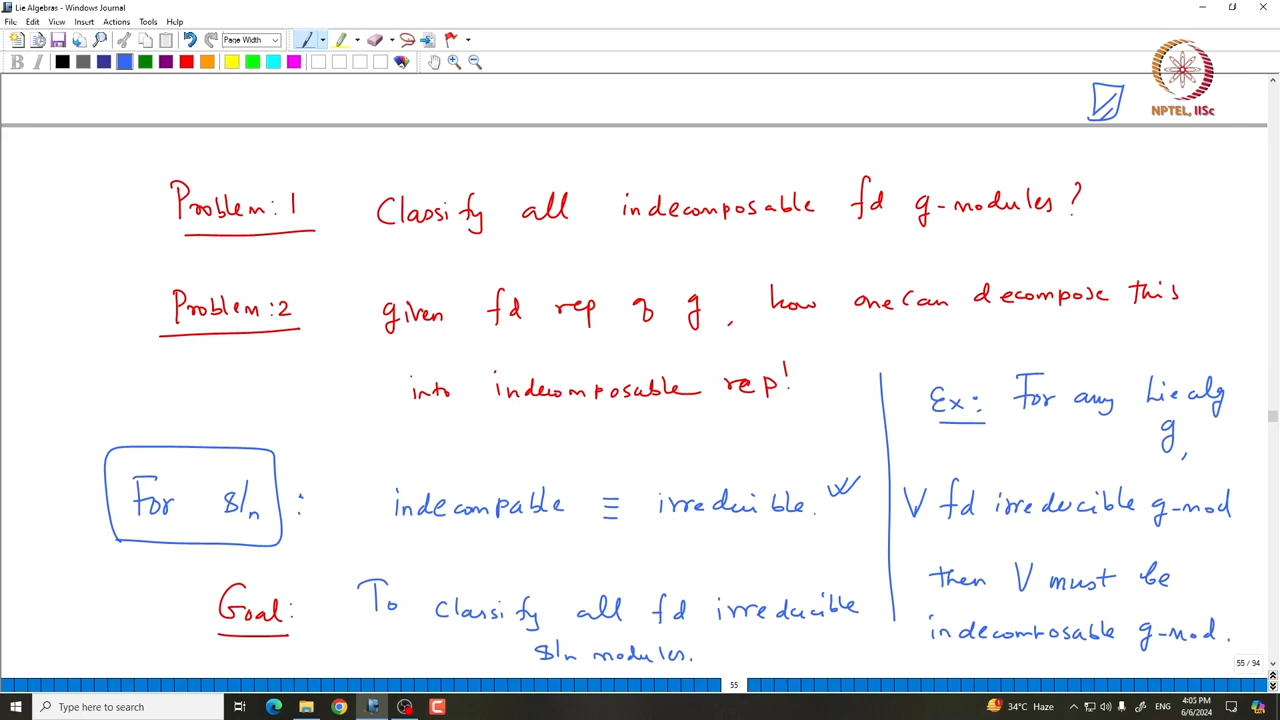 Lie Algebras - Windows Journal
File Edit View Insert Actions Tools Help
Page Width
NPTEL, IISc
Problem: 1 Classify all indecomposable fd g-modules?
Problem: 2 given fd rep of g, how one can decompose this
into indecomposable rep!
For sln : indecompable ≡ irreducible.
Goal: To classify all fd irreducible
sln modules.
Ex: For any Lie alg
g,
V fd irreducible g-mod
then V must be
indecomposable g-mod.
55 / 94
55
Type here to search
34°C Haze
ENG
4:05 PM
6/6/2024